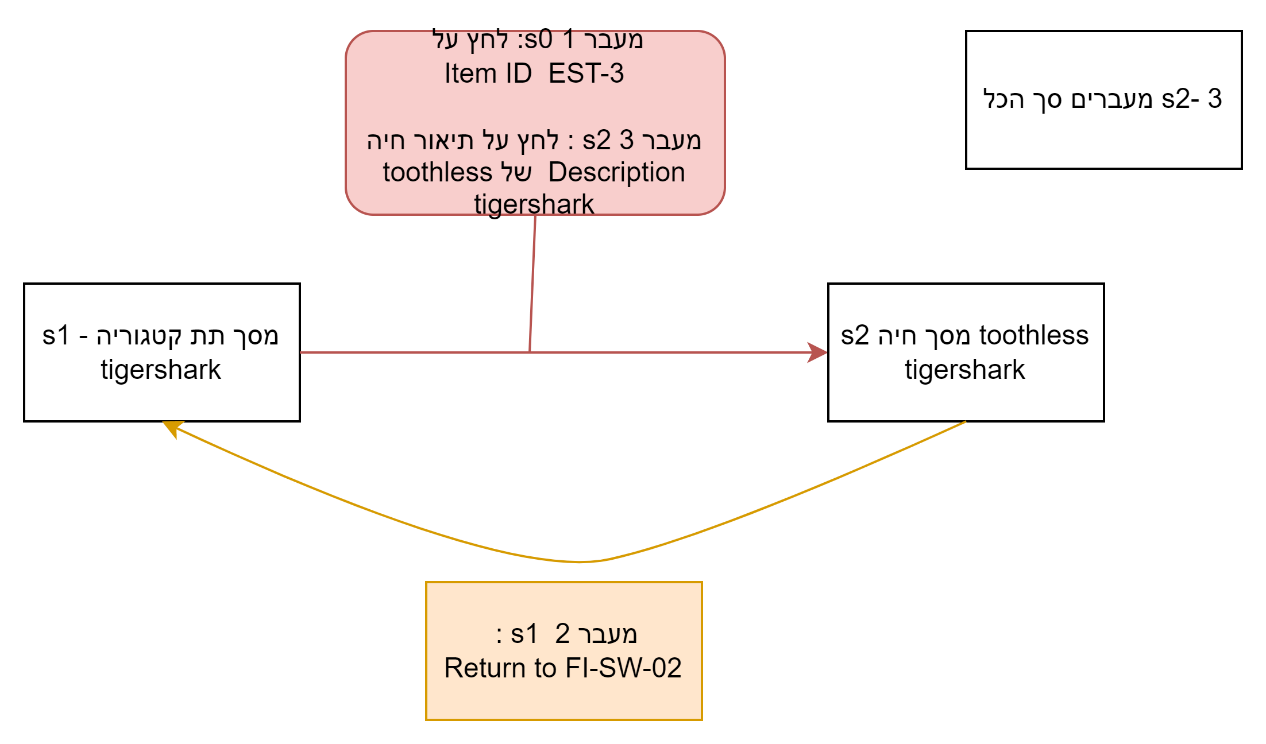 מעבר 1 s0: לחץ על
Item ID EST-3
מעבר 3 s2 : לחץ על תיאור חיה
toothless של Description
tigershark
s2- 3 מעברים סך הכל
מסך תת קטגוריה - s1
tigershark
s2 מסך חיה toothless
tigershark
מעבר 2 s1 :
Return to FI-SW-02